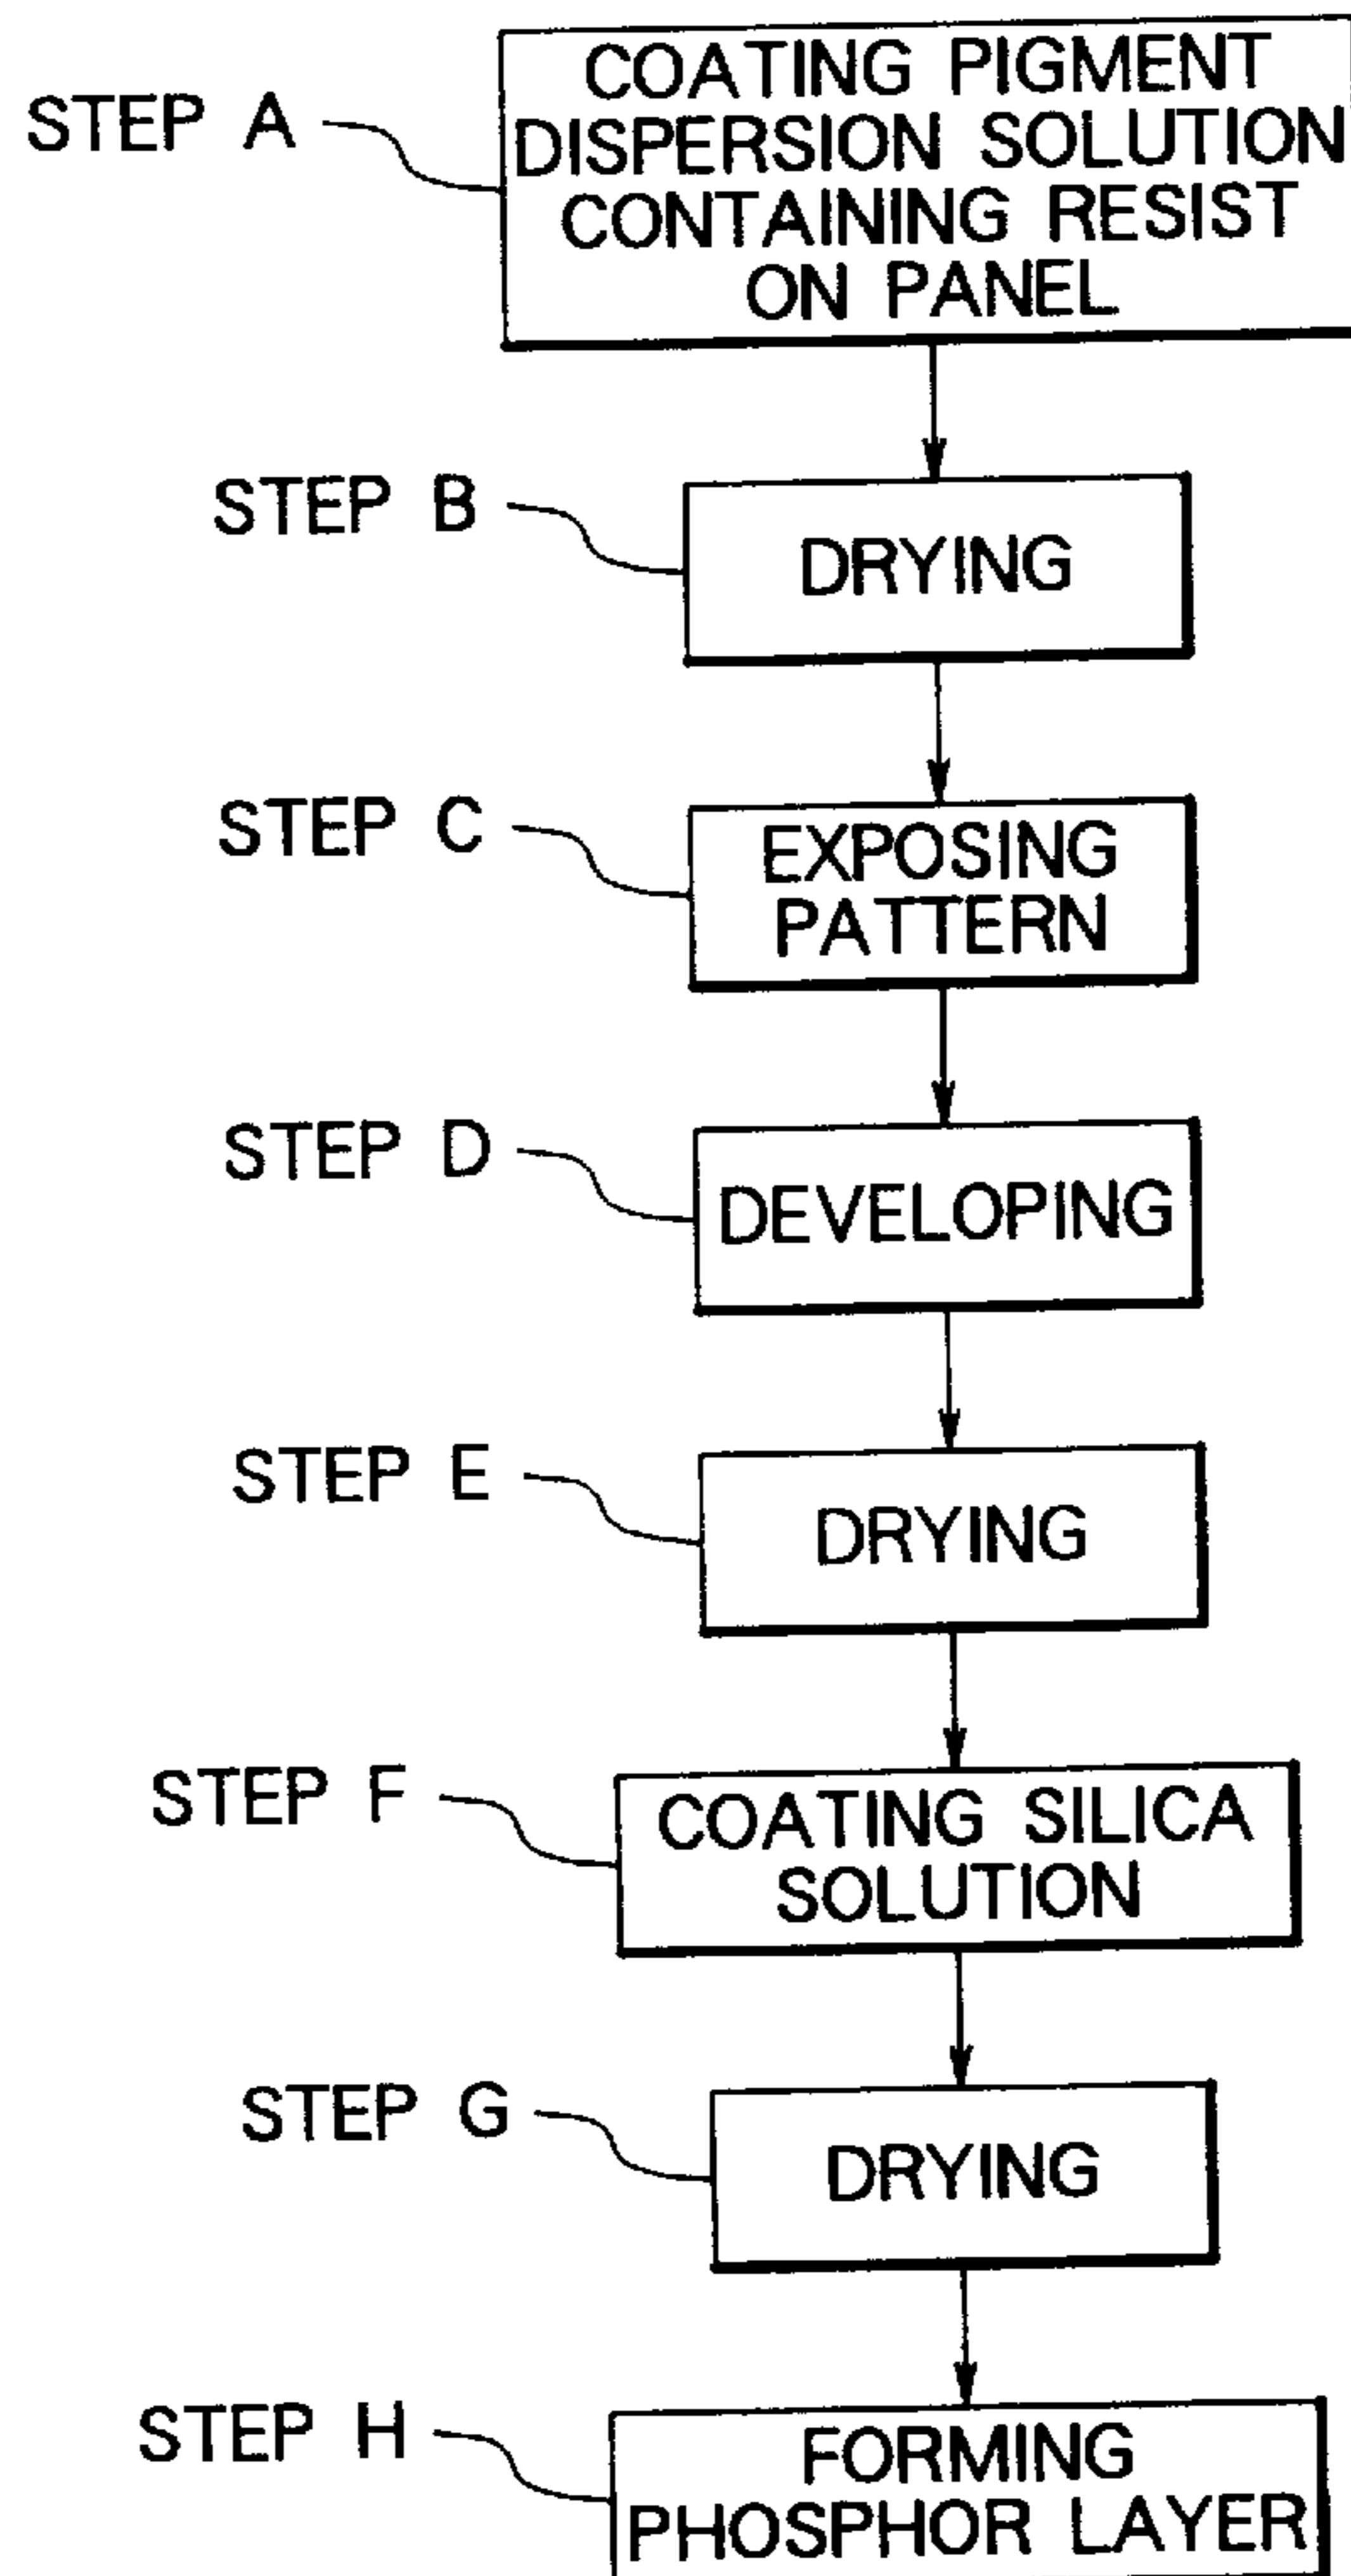 STEP A
COATING PIGMENT
DISPERSION SOLUTION
CONTAINING RESIST
ON PANEL
STEP B
DRYING
STEP C
EXPOSING
PATTERN
STEP D
DEVELOPING
STEP E
DRYING
STEP F
COATING SILICA
SOLUTION
STEP G
DRYING
STEP H
FORMING
PHOSPHOR LAYER